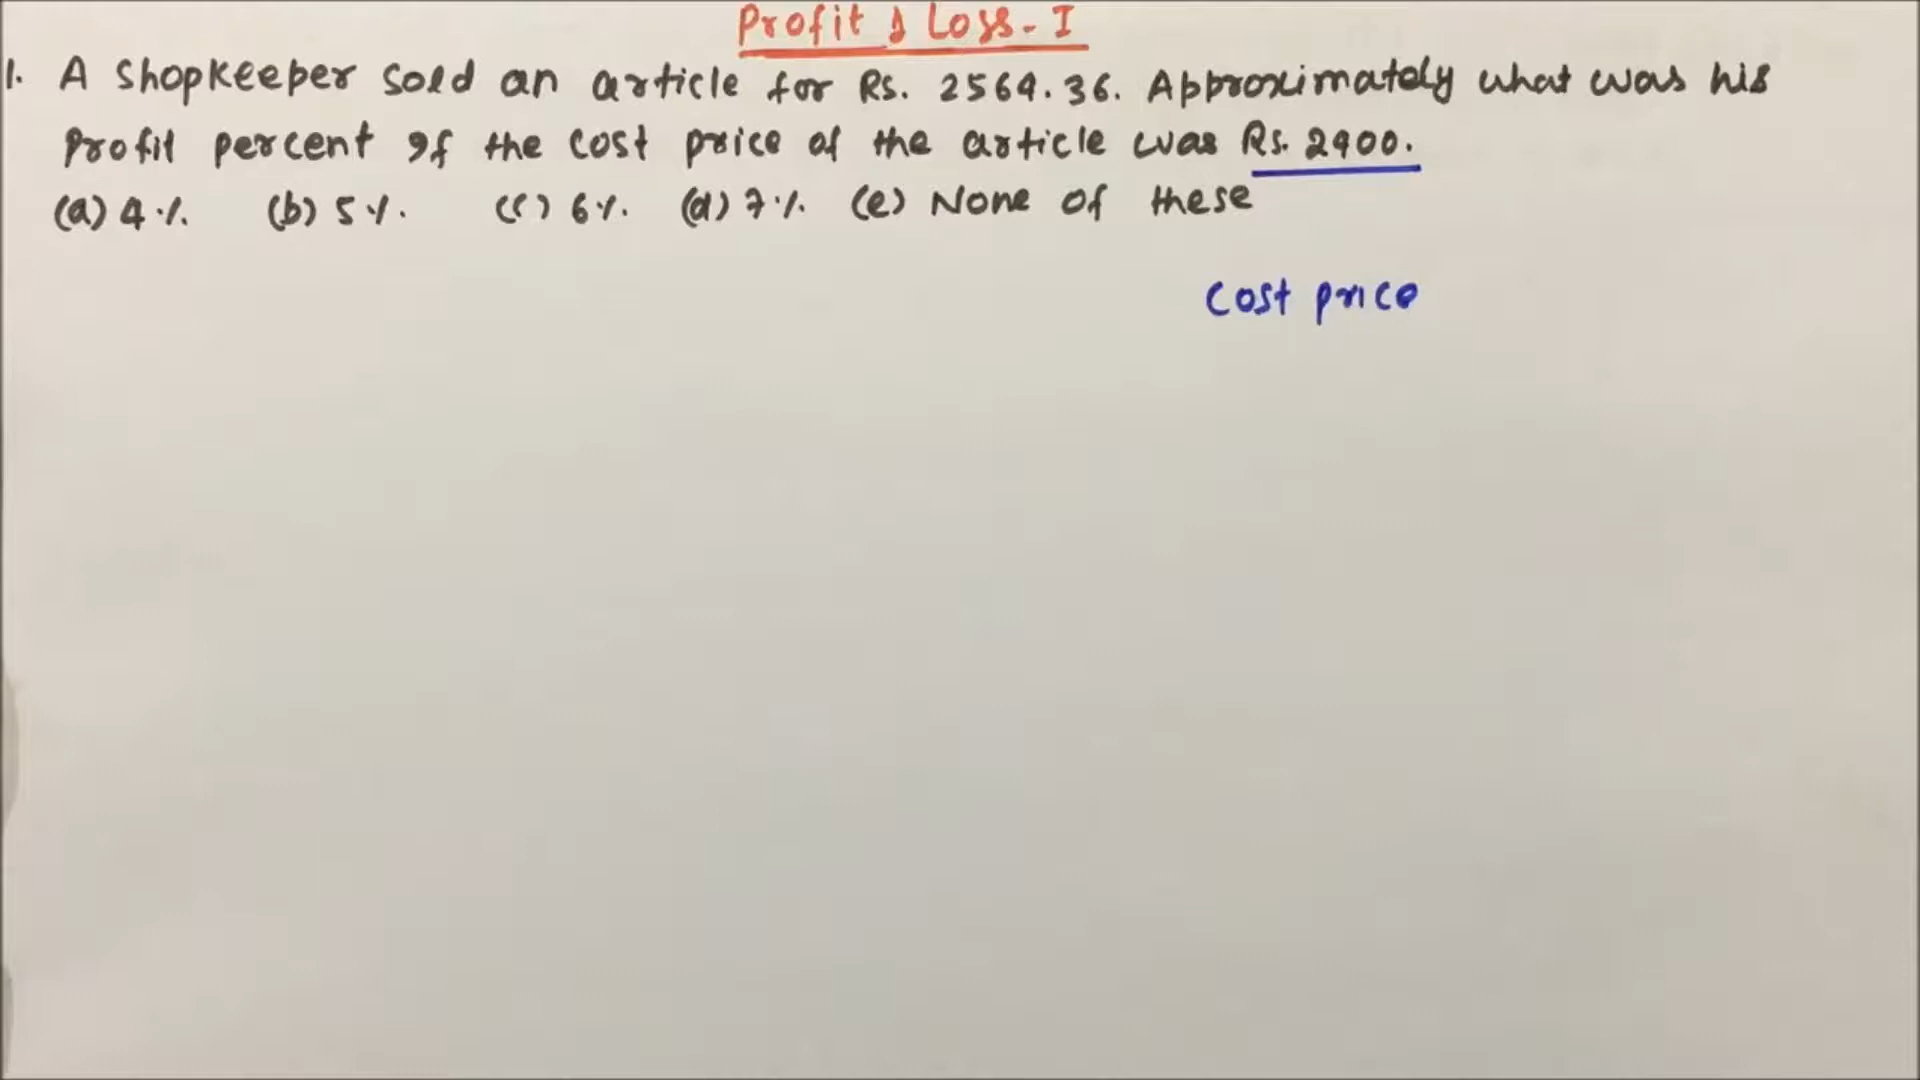 Profit & Loss - I
1. A shopkeeper sold an article for Rs. 2564.36. Approximately what was his
Profit percent If the cost price of the article was Rs. 2400.
(a) 4% (b) 5% (c) 6% (d) 7% (e) None of these
Cost price